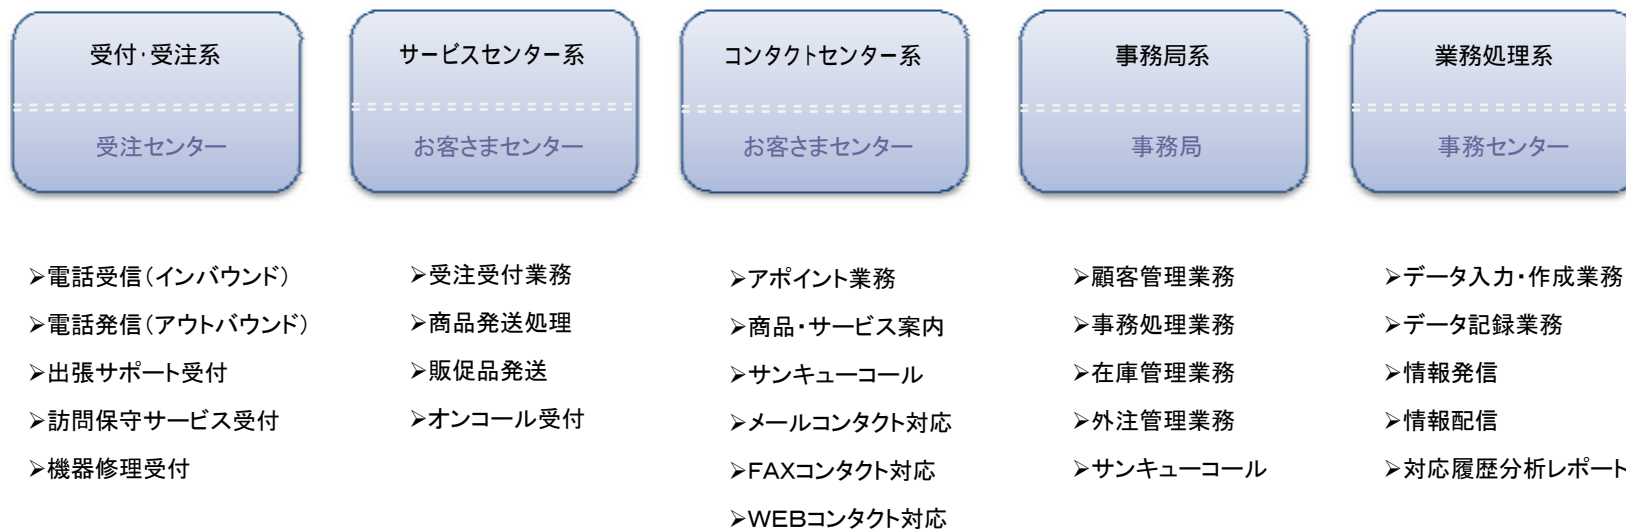 受付・受注系
受注センター
➢電話受信（インバウンド）
➢電話発信（アウトバウンド）
➢出張サポート受付
➢訪問保守サービス受付
➢機器修理受付
サービスセンター系
お客さまセンター
➢受注受付業務
➢商品発送処理
➢販促品発送
➢オンコール受付
コンタクトセンター系
お客さまセンター
➢アポイント業務
➢商品・サービス案内
➢サンキューコール
➢メールコンタクト対応
➢FAXコンタクト対応
➢WEBコンタクト対応
事務局系
事務局
➢顧客管理業務
➢事務処理業務
➢在庫管理業務
➢外注管理業務
➢サンキューコール
業務処理系
事務センター
➢データ入力・作成業務
➢データ記録業務
➢情報発信
➢情報配信
➢対応履歴分析レポート